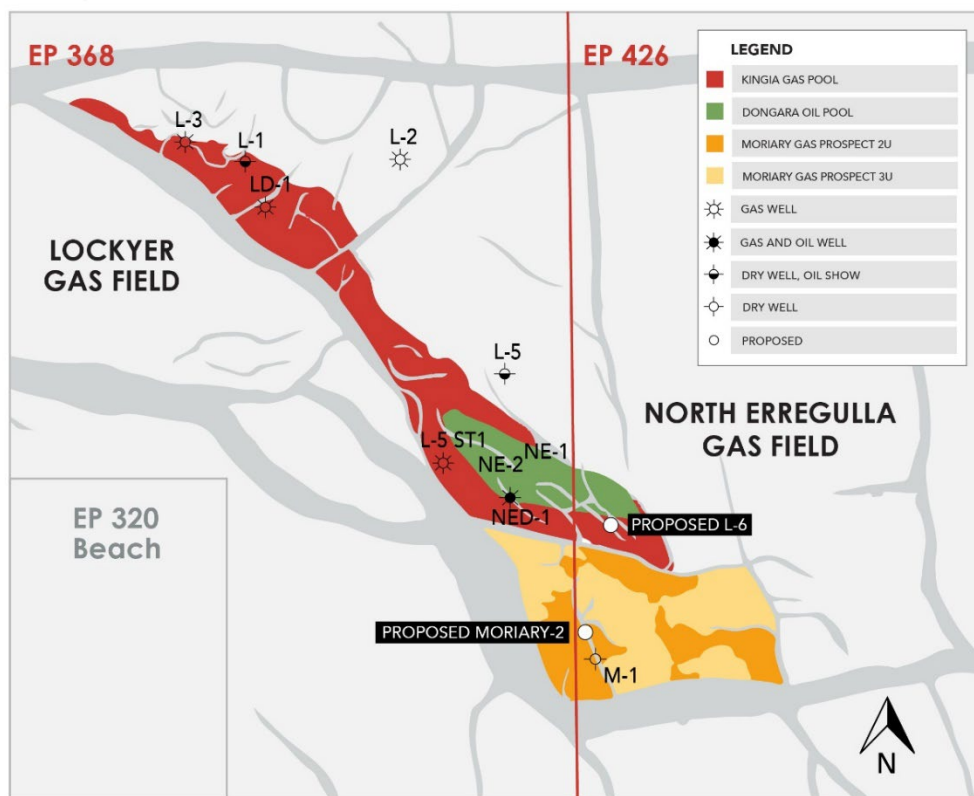 EP 368
EP 426
LEGEND
KINGIA GAS POOL
DONGARA OIL POOL
MORIARY GAS PROSPECT 2U
MORIARY GAS PROSPECT 3U
GAS WELL
GAS AND OIL WELL
DRY WELL, OIL SHOW
DRY WELL
PROPOSED
L-3
L-1
L-2
LD-1
LOCKYER
GAS FIELD
L-5
NORTH ERREGULLA
GAS FIELD
L-5 ST1
NE-1
NE-2
NED-1
PROPOSED L-6
EP 320
Beach
PROPOSED MORIARY-2
M-1
N